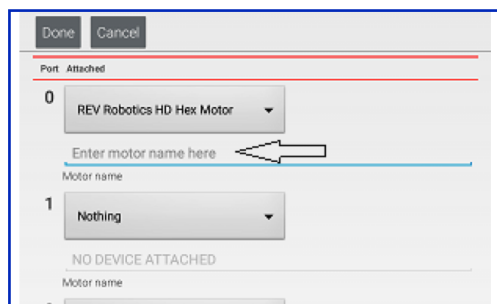 Done Cancel
Port Attached
0 REV Robotics HD Hex Motor
Enter motor name here
Motor name
1 Nothing
NO DEVICE ATTACHED
Motor name